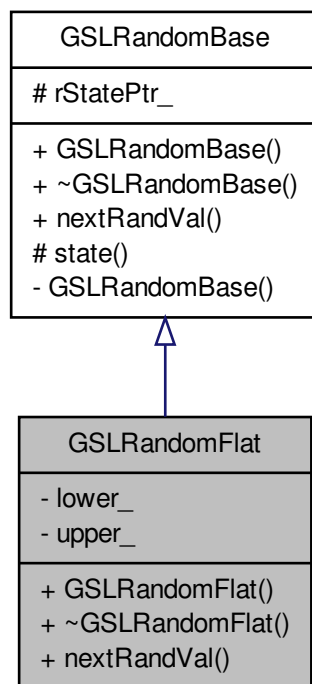 GSLRandomBase
# rStatePtr_
+ GSLRandomBase()
+ ~GSLRandomBase()
+ nextRandVal()
# state()
- GSLRandomBase()
GSLRandomFlat
- lower_
- upper_
+ GSLRandomFlat()
+ ~GSLRandomFlat()
+ nextRandVal()